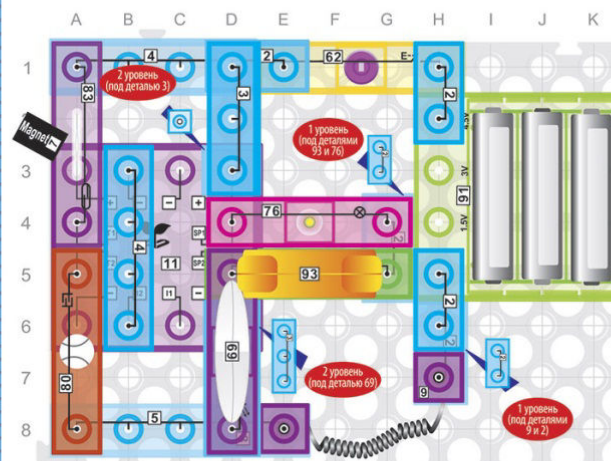 A B C D E F G H I J K
1 4 2 62 E-
2 уровень
(под деталью 3)
83 3 2
4.5V
Magnet 7
1 уровень
(под деталями
93 и 76)
3 3V
91
4 76 1.5V
4 SP1
2
11 SP2
5 93
I1 2
6
69
2
7 80 9
2 уровень
(под деталью 69)
1 уровень
(под деталями
9 и 2)
8 5